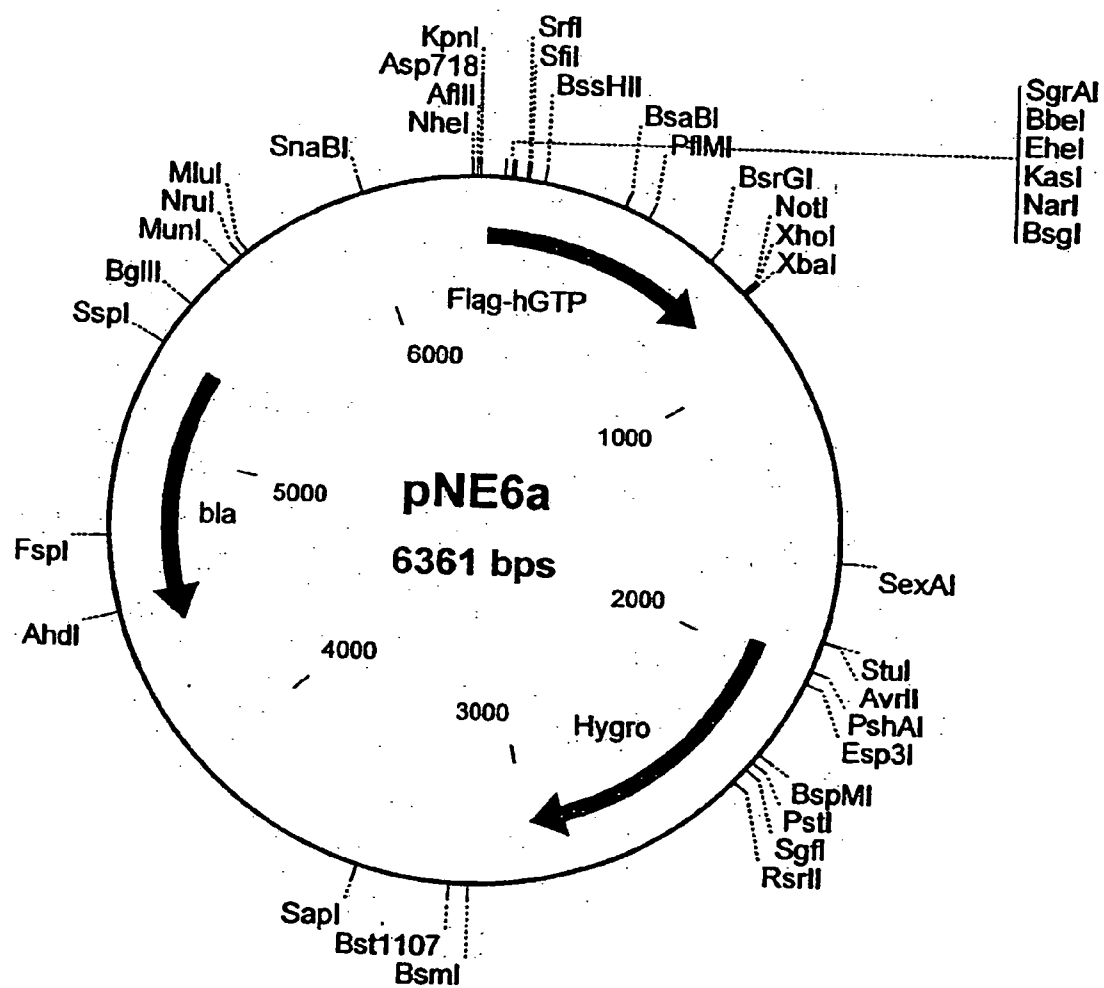 KpnI
Asp718
AflII
NheI
SrfI
SfiI
BssHII
BsaBI
PflMI
SgrAI
BbeI
EheI
KasI
NarI
BsgI
BsrGI
NotI
XhoI
XbaI
SnaBI
MluI
NruI
MunI
BglII
SspI
Flag-hGTP
6000
1000
5000
pNE6a
6361 bps
bla
FspI
AhdI
2000
4000
3000
Hygro
SexAI
StuI
AvrII
PshAI
Esp3I
BspMI
PstI
SgfI
RsrII
SapI
Bst1107
BsmI